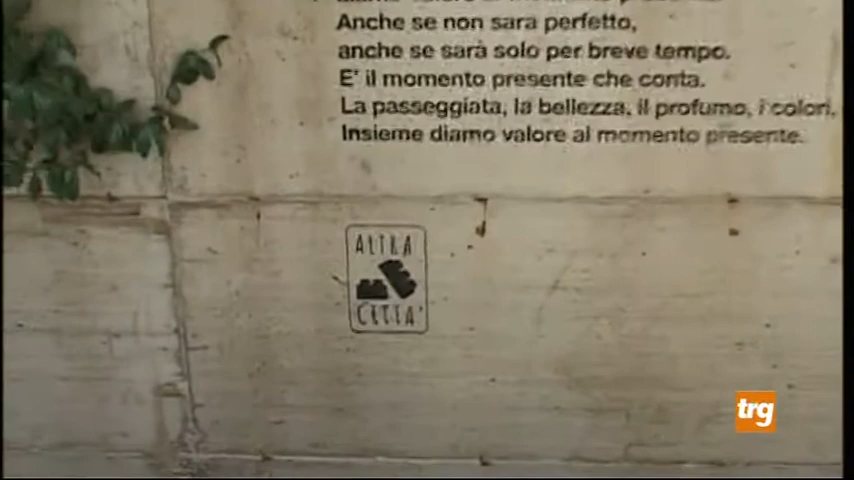 Anche se non sara perfetto,
anche se sarà solo per breve tempo.
E' il momento presente che conta.
La passeggiata, la bellezza, il profumo, i colori.
Insieme diamo valore al momento presente.
ALTRA
CITTA'
trg